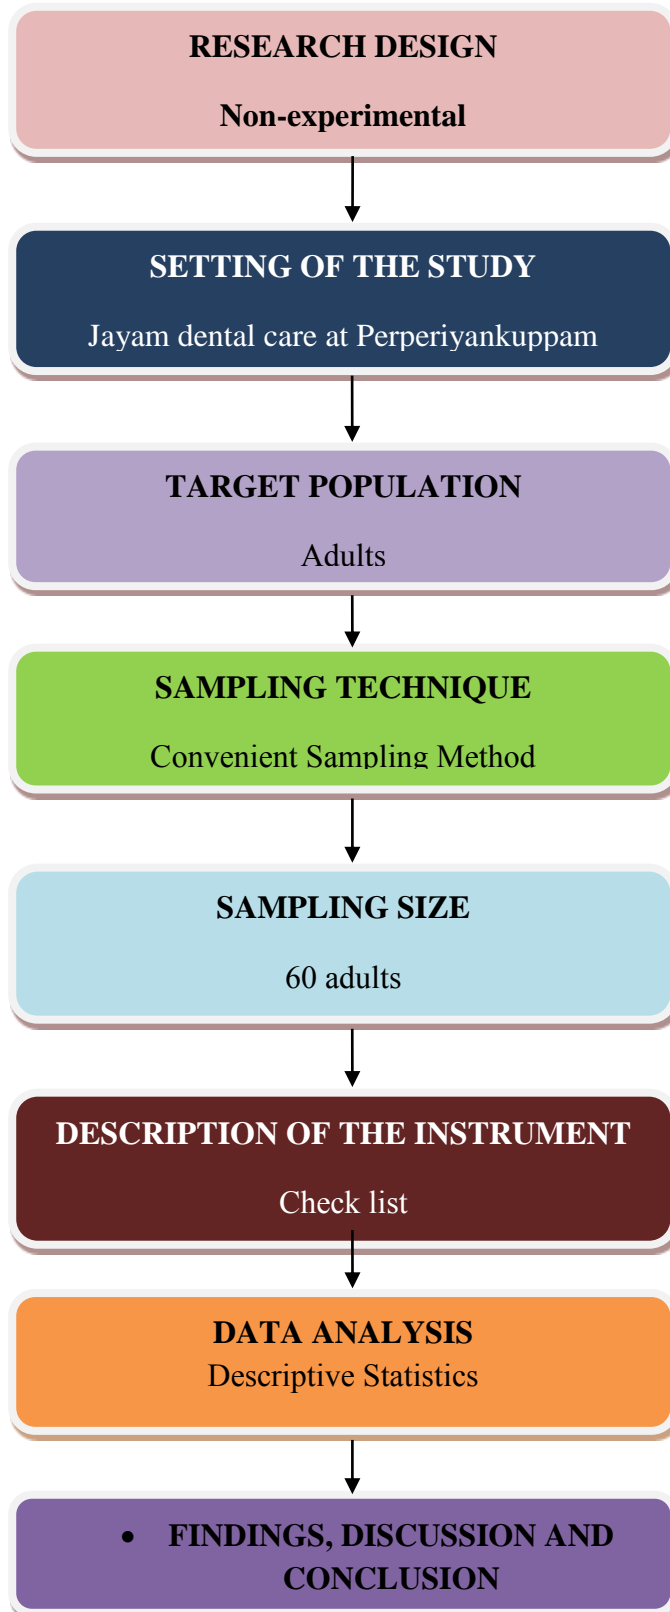 RESEARCH DESIGN
Non-experimental
SETTING OF THE STUDY
Jayam dental care at Perperiyankuppam
TARGET POPULATION
Adults
SAMPLING TECHNIQUE
Convenient Sampling Method
SAMPLING SIZE
60 adults
DESCRIPTION OF THE INSTRUMENT
Check list
DATA ANALYSIS
Descriptive Statistics
• FINDINGS, DISCUSSION AND
CONCLUSION